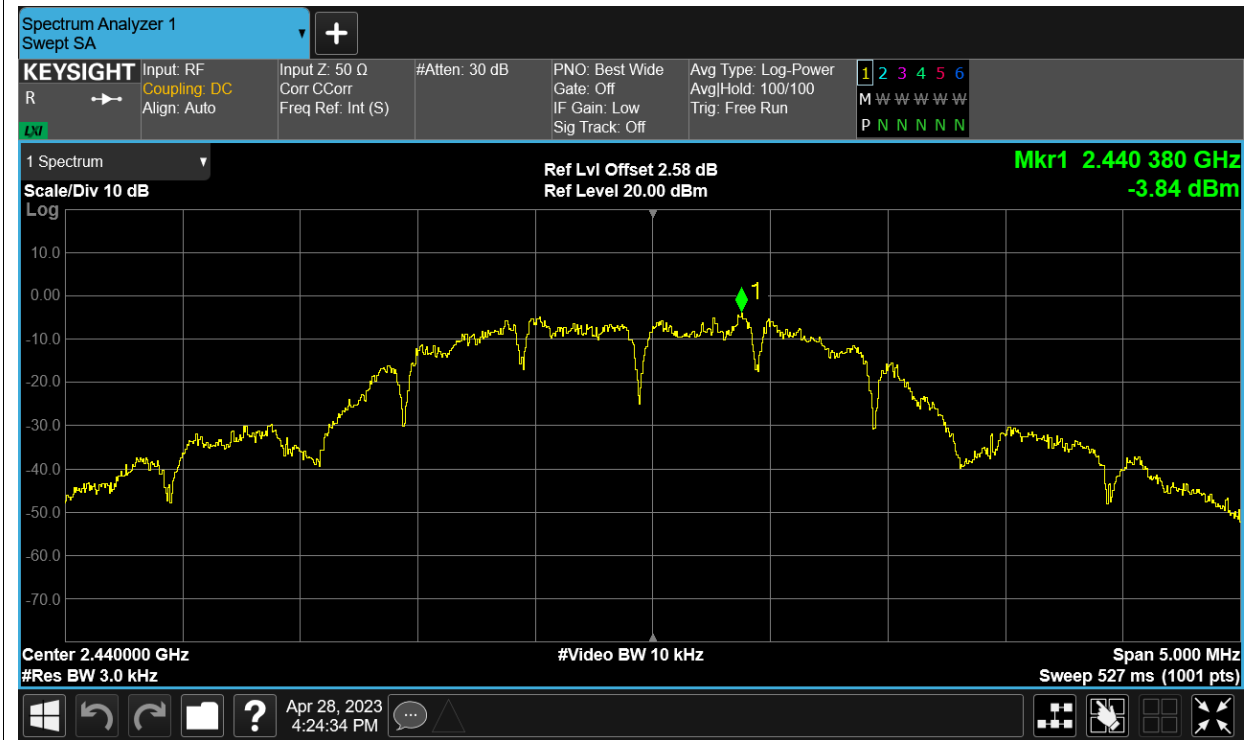 Spectrum Analyzer 1
Swept SA
KEYSIGHT
R
LXI
Input: RF
Coupling: DC
Align: Auto
Input Z: 50 Ω
Corr CCorr
Freq Ref: Int (S)
#Atten: 30 dB
PNO: Best Wide
Gate: Off
IF Gain: Low
Sig Track: Off
Avg Type: Log-Power
Avg|Hold: 100/100
Trig: Free Run
1 2 3 4 5 6
M W W W W W
P N N N N N
1 Spectrum
Scale/Div 10 dB
Log
Ref Lvl Offset 2.58 dB
Ref Level 20.00 dBm
Mkr1 2.440 380 GHz
-3.84 dBm
1
10.0
0.00
-10.0
-20.0
-30.0
-40.0
-50.0
-60.0
-70.0
Center 2.440000 GHz
#Res BW 3.0 kHz
#Video BW 10 kHz
Span 5.000 MHz
Sweep 527 ms (1001 pts)
?
Apr 28, 2023
4:24:34 PM